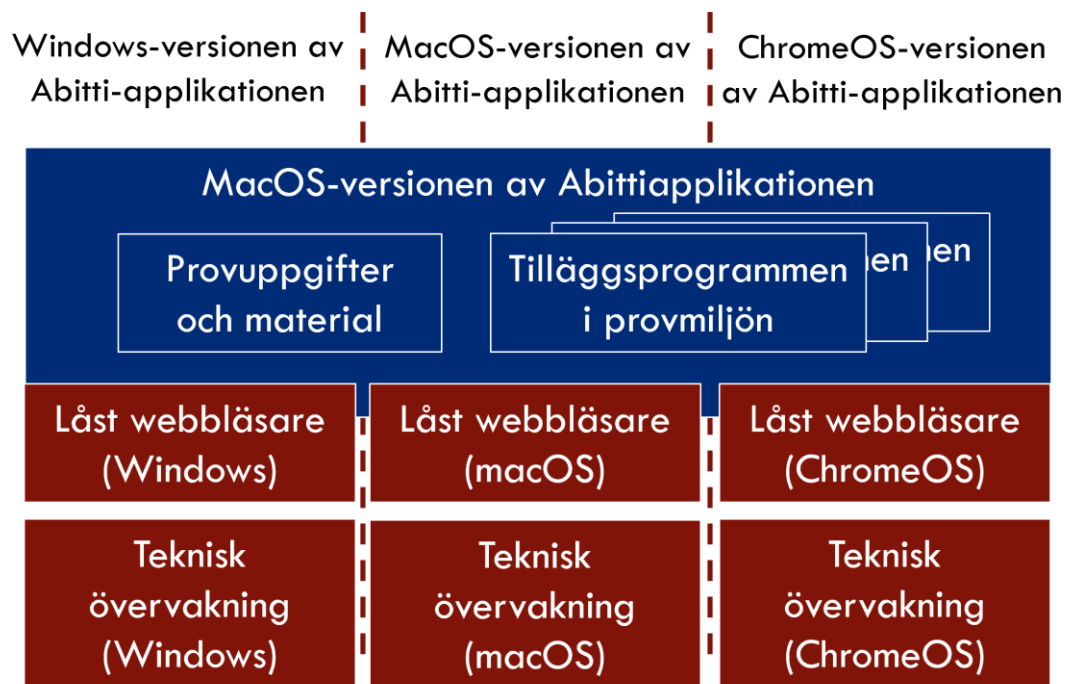 Windows-versionen av
Abitti-applikationen
MacOS-versionen av
Abitti-applikationen
ChromeOS-versionen
av Abitti-applikationen
MacOS-versionen av Abittiapplikationen
Provuppgifter
och material
Tilläggsprogrammen
i provmiljön
men
men
Låst webbläsare
(Windows)
Låst webbläsare
(macOS)
Låst webbläsare
(ChromeOS)
Teknisk
övervakning
(Windows)
Teknisk
övervakning
(macOS)
Teknisk
övervakning
(ChromeOS)